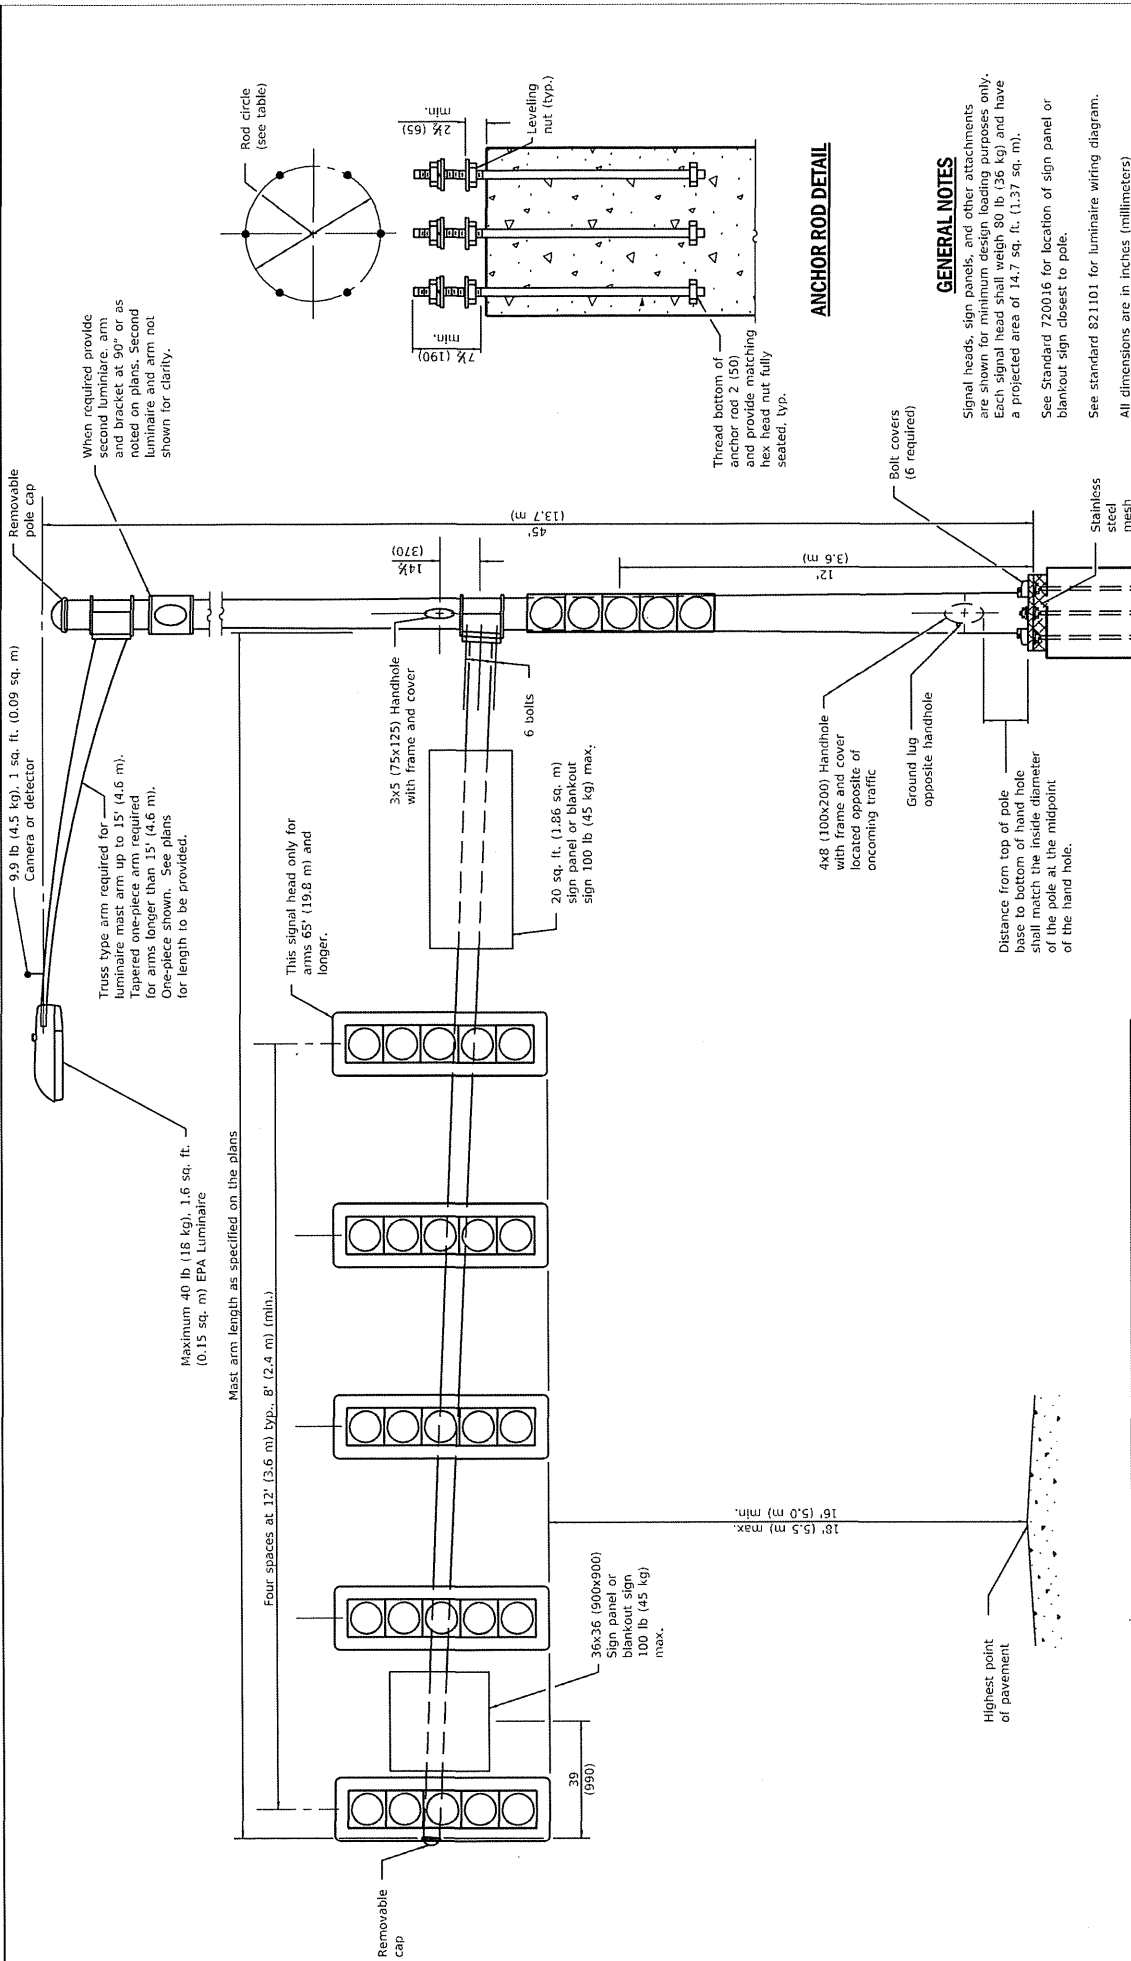 9.9 lb (4.5 kg), 1 sq. ft. (0.09 sq. m)
Camera or detector
Removable
pole cap
Truss type arm required for
luminaire mast arm up to 15' (4.6 m).
Tapered one-piece arm required
for arms longer than 15' (4.6 m).
One-piece shown. See plans
for length to be provided.
When required provide
second luminiare, arm
and bracket at 90° or as
noted on plans. Second
luminaire and arm not
shown for clarity.
Maximum 40 lb (18 kg), 1.6 sq. ft.
(0.15 sq. m) EPA Luminaire
Mast arm length as specified on the plans
Four spaces at 12' (3.6 m) typ., 8' (2.4 m) (min.)
This signal head only for
arms 65' (19.8 m) and
longer.
3x5 (75x125) Handhole
with frame and cover
14½
(370)
45'
(13.7 m)
12'
(3.6 m)
6 bolts
20 sq. ft. (1.86 sq. m)
sign panel or blankout
sign 100 lb (45 kg) max.
36x36 (900x900)
Sign panel or
blankout sign
100 lb (45 kg)
max.
39
(990)
Removable
cap
18' (5.5 m) max.
16' (5.0 m) min.
Highest point
of pavement
4x8 (100x200) Handhole
with frame and cover
located opposite of
oncoming traffic
Ground lug
opposite handhole
Distance from top of pole
base to bottom of hand hole
shall match the inside diameter
of the pole at the midpoint
of the hand hole.
Bolt covers
(6 required)
Stainless
steel
mesh
Rod circle
(see table)
7½ (190)
min.
2½ (65)
min.
Leveling
nut (typ.)
Thread bottom of
anchor rod 2 (50)
and provide matching
hex head nut fully
seated, typ.
ANCHOR ROD DETAIL
GENERAL NOTES
Signal heads, sign panels, and other attachments
are shown for minimum design loading purposes only.
Each signal head shall weigh 80 lb (36 kg) and have
a projected area of 14.7 sq. ft. (1.37 sq. m).
See Standard 720016 for location of sign panel or
blankout sign closest to pole.
See standard 821101 for luminaire wiring diagram.
All dimensions are in inches (millimeters)